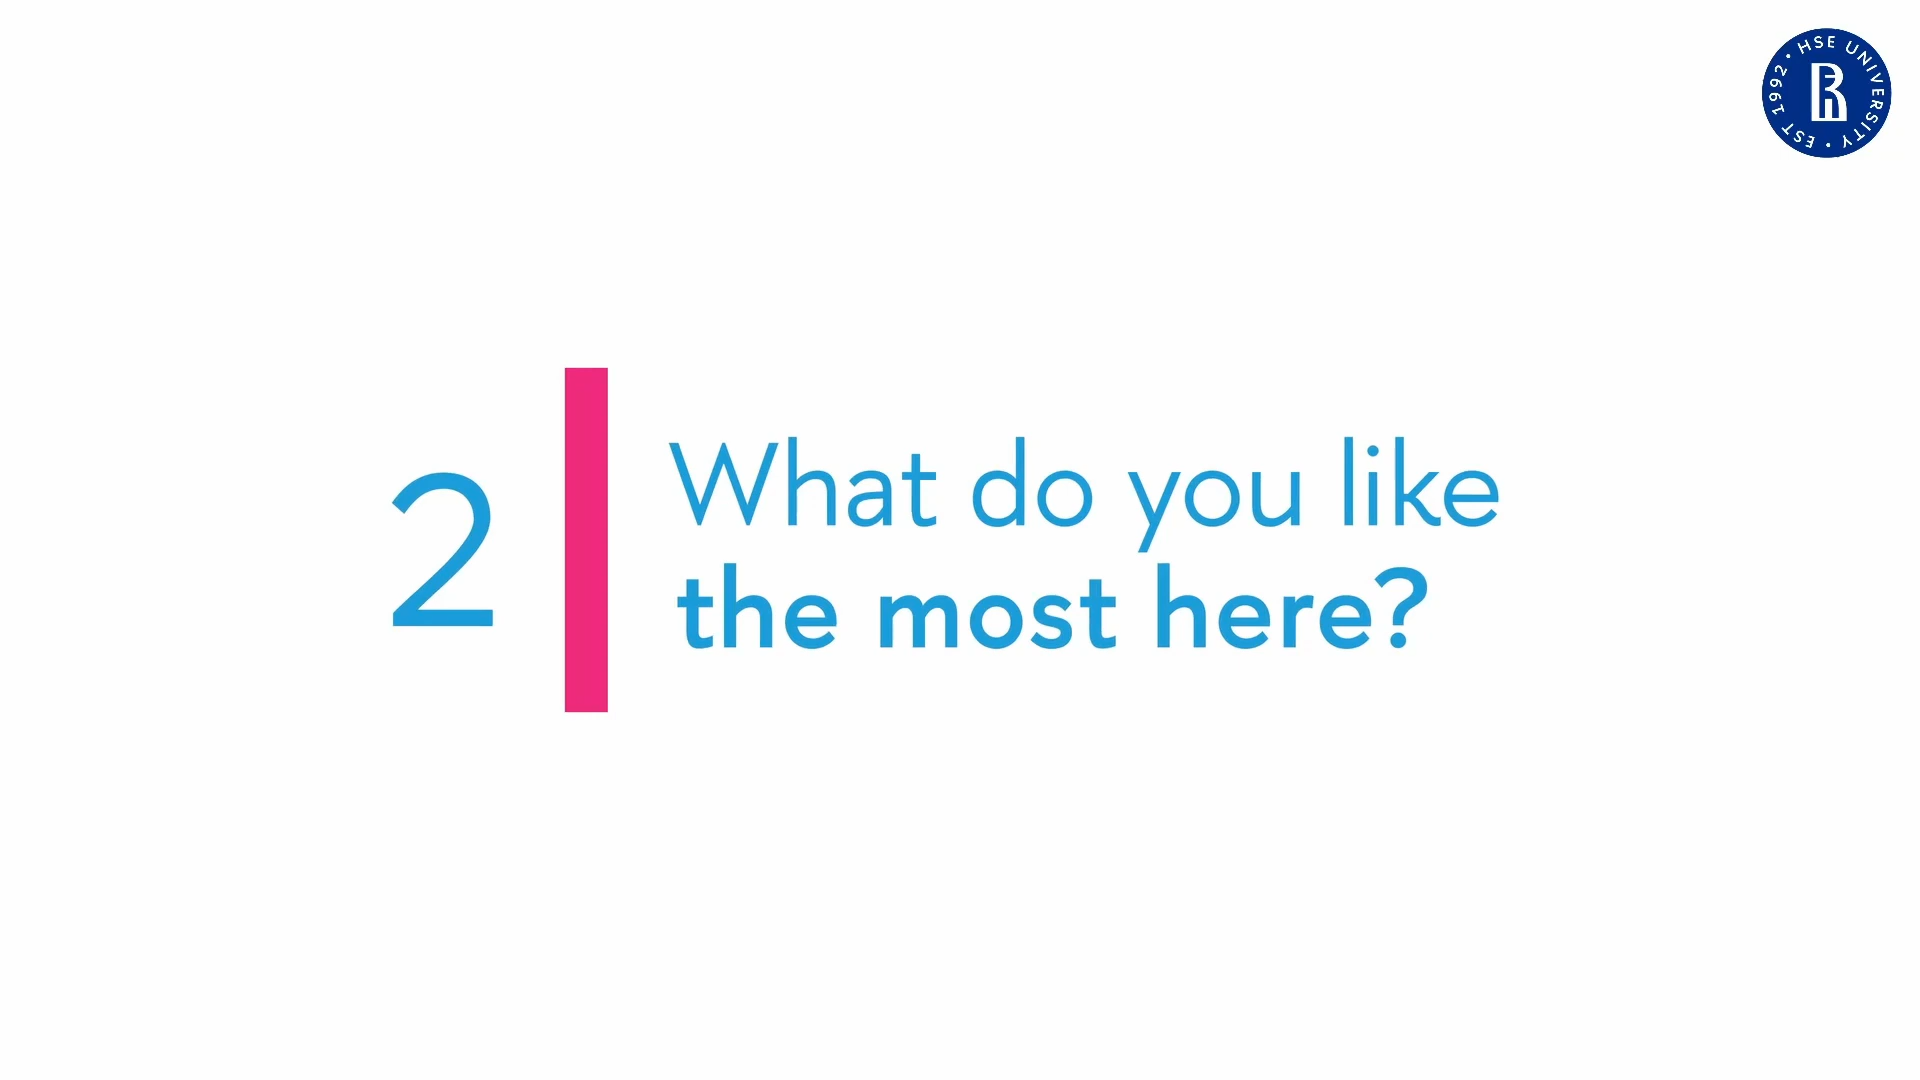 HSE UNIVERSITY • EST 1992 •
2
What do you like
the most here?